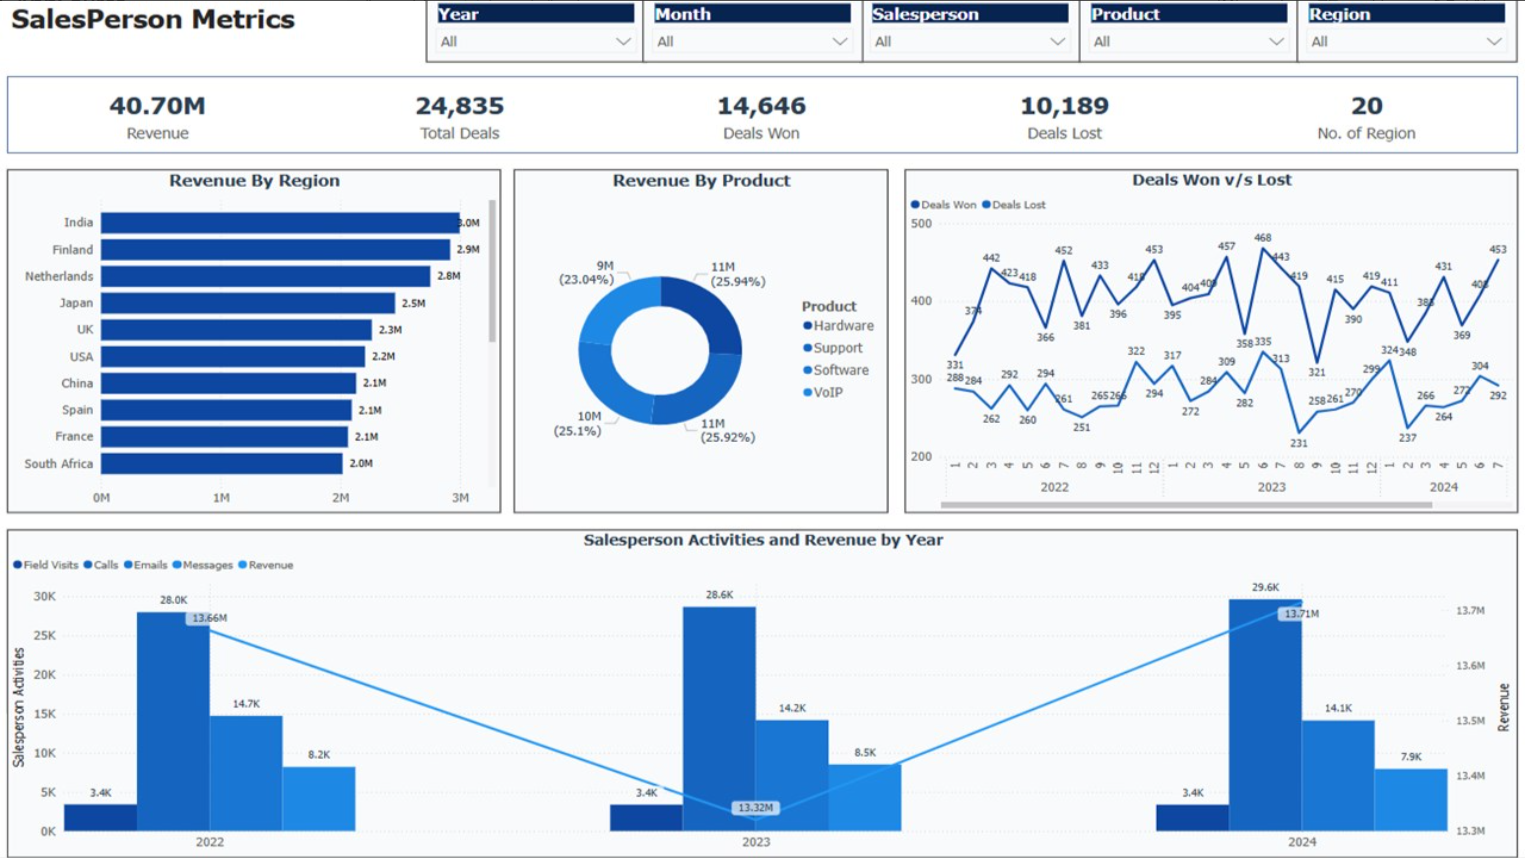 SalesPerson Metrics
Year
Month
Salesperson
Product
Region
All
All
All
All
All
40.70M
24,835
14,646
10,189
20
Revenue
Total Deals
Deals Won
Deals Lost
No. of Region
Revenue By Region
India
Finland
Netherlands
Japan
UK
USA
China
Spain
France
South Africa
3.0M
2.9M
2.8M
2.5M
2.3M
2.2M
2.1M
2.1M
2.1M
2.0M
0M 1M 2M 3M
Revenue By Product
9M
(23.04%)
11M
(25.94%)
10M
(25.1%)
11M
(25.92%)
Product
Hardware
Support
Software
VoIP
Deals Won v/s Lost
Deals Won Deals Lost
500
400
300
200
331 374 442 423 418 366 452 381 433 396 418 453 395 404 409 457 358 468 443 419 321 415 390 419 411 348 385 431 369 408 453
288 284 262 292 260 294 261 251 265 266 322 294 317 272 284 309 282 335 313 231 258 261 270 299 324 237 266 264 272 304 292
1 2 3 4 5 6 7 8 9 10 11 12 1 2 3 4 5 6 7 8 9 10 11 12 1 2 3 4 5 6 7
2022 2023 2024
Salesperson Activities and Revenue by Year
Field Visits Calls Emails Messages Revenue
Salesperson Activities
30K
25K
20K
15K
10K
5K
0K
3.4K 28.0K 14.7K 8.2K
13.66M
3.4K 28.6K 14.2K 8.5K
13.32M
3.4K 29.6K 14.1K 7.9K
13.71M
13.7M
13.6M
13.5M
13.4M
13.3M
Revenue
2022 2023 2024